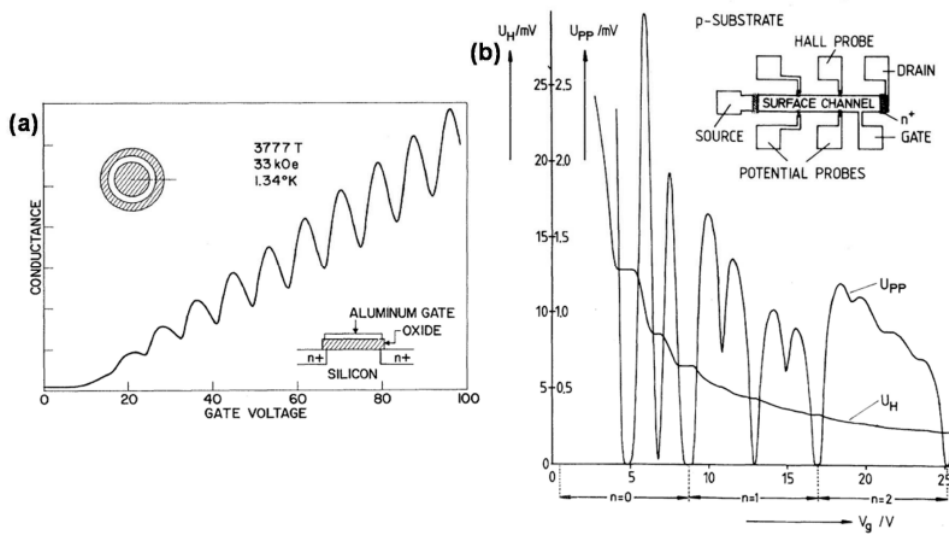 (a)
3777 T
33 kOe
1.34°K
CONDUCTANCE
ALUMINUM GATE
OXIDE
n+
n+
SILICON
0
20
40
60
80
100
GATE VOLTAGE
(b)
U_H/mV
U_PP/mV
p-SUBSTRATE
HALL PROBE
DRAIN
SURFACE CHANNEL
n+
SOURCE
GATE
POTENTIAL PROBES
25 2.5
20 2.0
15 1.5
10 1.0
5 0.5
0 0
U_PP
U_H
5
10
15
20
25
n=0
n=1
n=2
V_g /V